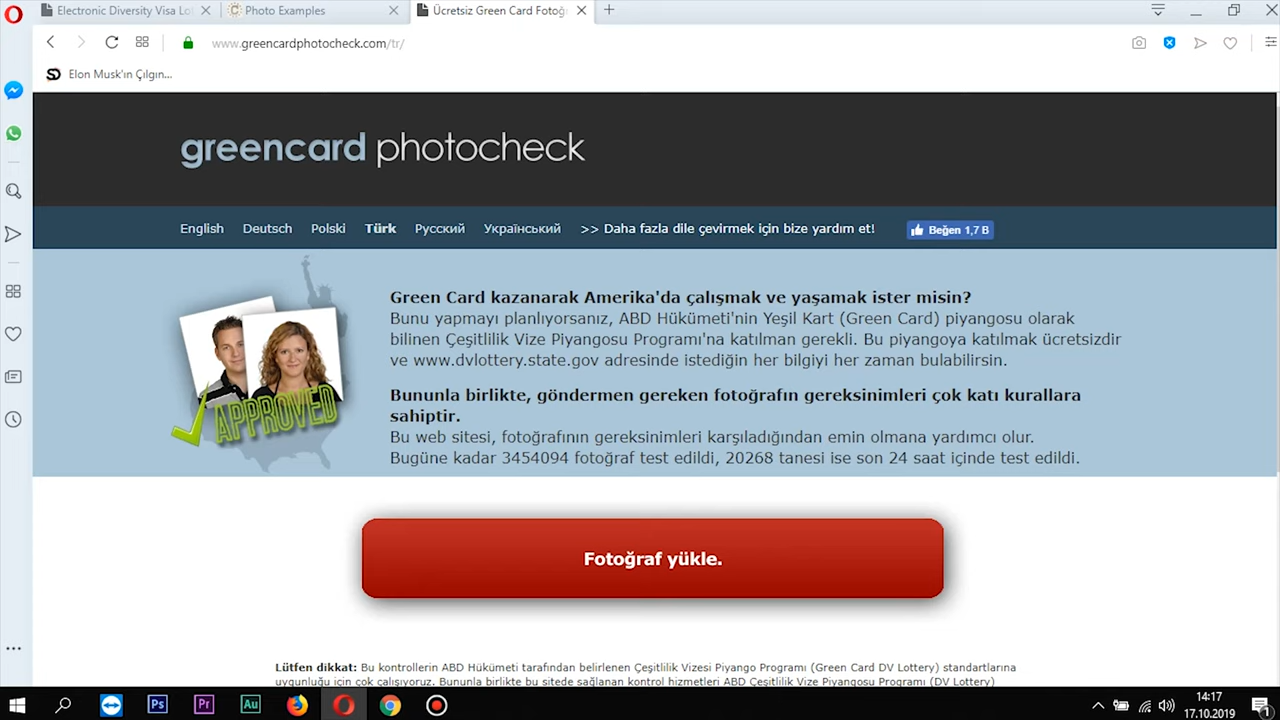 Electronic Diversity Visa Lot
Photo Examples
Ücretsiz Green Card Fotoğ
www.greencardphotocheck.com/tr/
SD Elon Musk'ın Çılgın...
greencard photocheck
English Deutsch Polski Türk Русский Український >> Daha fazla dile çevirmek için bize yardım et! Beğen 1,7 B
Green Card kazanarak Amerika'da çalışmak ve yaşamak ister misin?
Bunu yapmayı planlıyorsanız, ABD Hükümeti'nin Yeşil Kart (Green Card) piyangosu olarak
bilinen Çeşitlilik Vize Piyangosu Programı'na katılman gerekli. Bu piyangoya katılmak ücretsizdir
ve www.dvlottery.state.gov adresinde istediğin her bilgiyi her zaman bulabilirsin.
APPROVED
Bununla birlikte, göndermen gereken fotoğrafın gereksinimleri çok katı kurallara
sahiptir.
Bu web sitesi, fotoğrafının gereksinimleri karşıladığından emin olmana yardımcı olur.
Bugüne kadar 3454094 fotoğraf test edildi, 20268 tanesi ise son 24 saat içinde test edildi.
Fotoğraf yükle.
Lütfen dikkat: Bu kontrollerin ABD Hükümeti tarafından belirlenen Çeşitlilik Vizesi Piyango Programı (Green Card DV Lottery) standartlarına
uygunluğu için çok çalışıyoruz. Bununla birlikte bu sitede sağlanan kontrol hizmetleri ABD Çeşitlilik Vize Piyangosu Programı (DV Lottery)
Ps Pr Au
14:17
17.10.2019
1